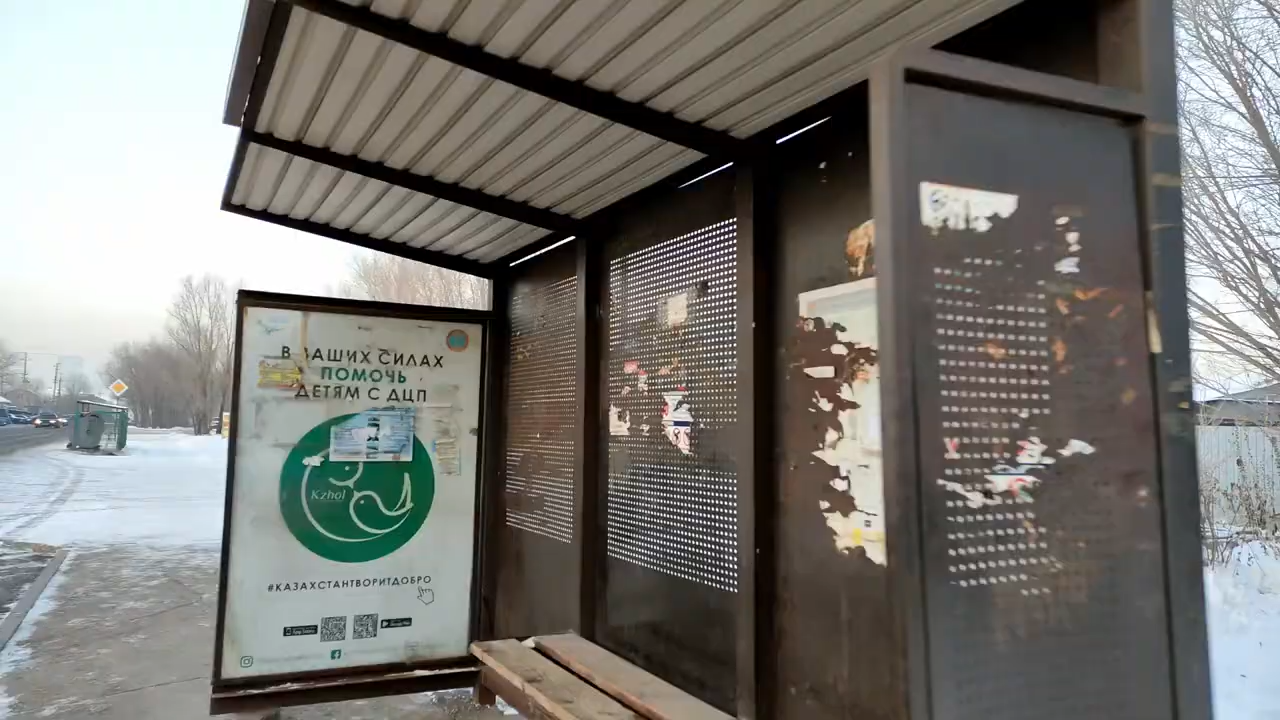 В ВАШИХ СИЛАХ
ПОМОЧЬ
ДЕТЯМ С ДЦП
Kzhol
#КАЗАХСТАНТВОРИТДОБРО